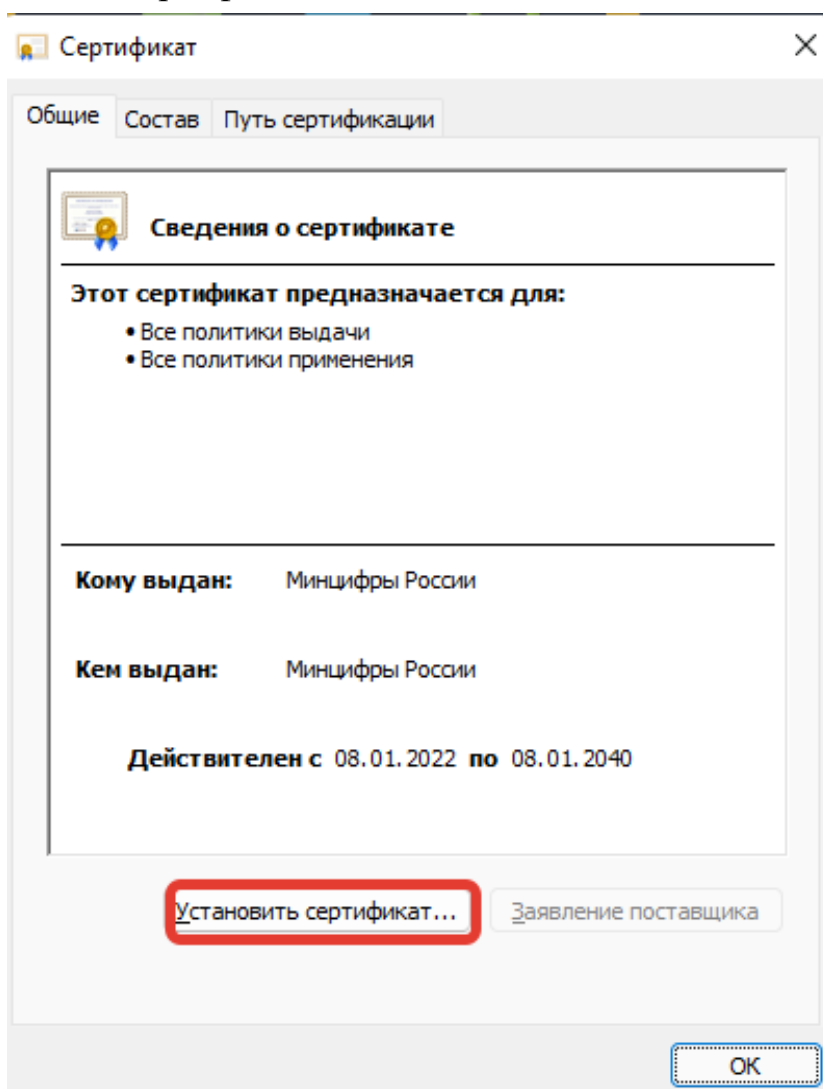 Сертификат
Общие Состав Путь сертификации
Сведения о сертификате
Этот сертификат предназначается для:
• Все политики выдачи
• Все политики применения
Кому выдан: Минцифры России
Кем выдан: Минцифры России
Действителен с 08.01.2022 по 08.01.2040
Установить сертификат... Заявление поставщика
ОК